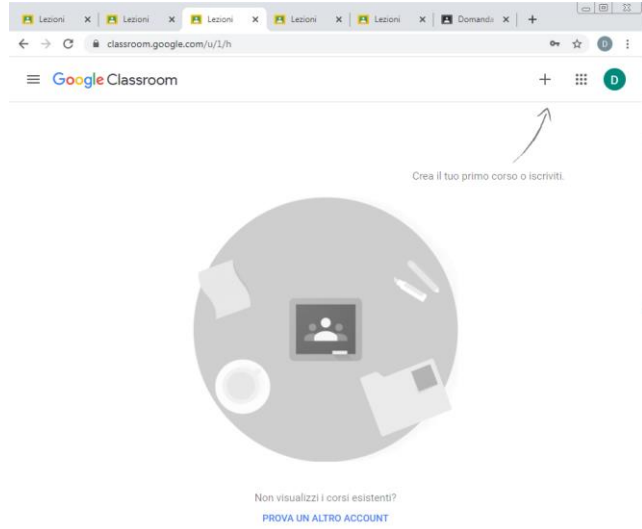 Lezioni Lezioni Lezioni Lezioni Lezioni Domanda
classroom.google.com/u/1/h D
Google Classroom D
Crea il tuo primo corso o iscriviti.
Non visualizzi i corsi esistenti?
PROVA UN ALTRO ACCOUNT